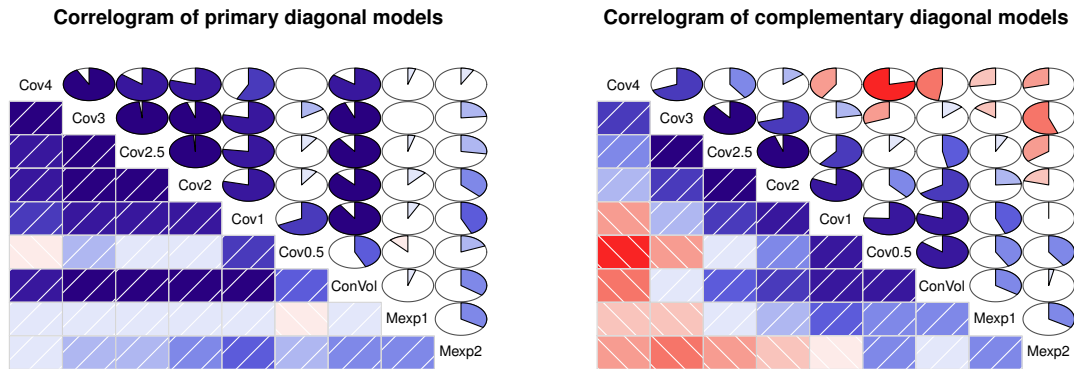 Correlogram of primary diagonal models
Cov4
Cov3
Cov2.5
Cov2
Cov1
Cov0.5
ConVol
Mexp1
Mexp2
Correlogram of complementary diagonal models
Cov4
Cov3
Cov2.5
Cov2
Cov1
Cov0.5
ConVol
Mexp1
Mexp2